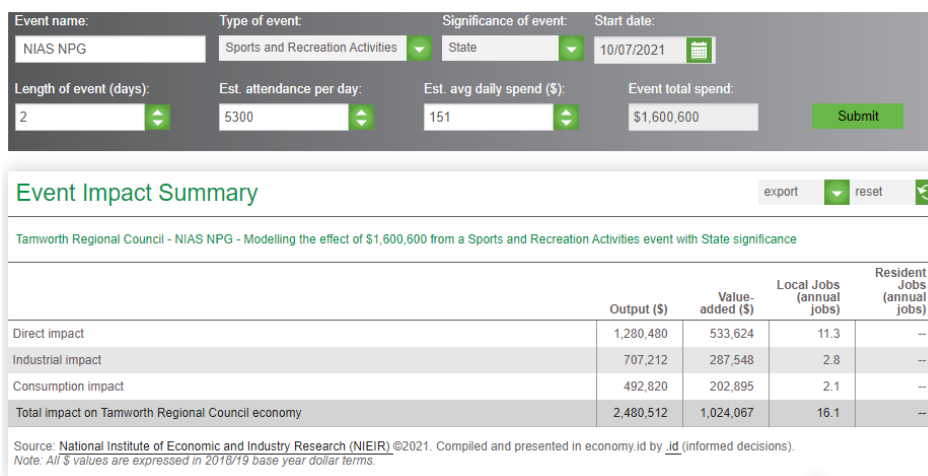 Event name: Type of event: Significance of event: Start date:
NIAS NPG Sports and Recreation Activities State 10/07/2021
Length of event (days): Est. attendance per day: Est. avg daily spend ($): Event total spend:
2 5300 151 $1,600,600 Submit
Event Impact Summary export reset
Tamworth Regional Council - NIAS NPG - Modelling the effect of $1,600,600 from a Sports and Recreation Activities event with State significance
Output ($) Value-added ($) Local Jobs (annual jobs) Resident Jobs (annual jobs)
Direct impact 1,280,480 533,624 11.3 --
Industrial impact 707,212 287,548 2.8 --
Consumption impact 492,820 202,895 2.1 --
Total impact on Tamworth Regional Council economy 2,480,512 1,024,067 16.1 --
Source: National Institute of Economic and Industry Research (NIEIR) ©2021. Compiled and presented in economy.id by .id (informed decisions).
Note: All $ values are expressed in 2018/19 base year dollar terms.